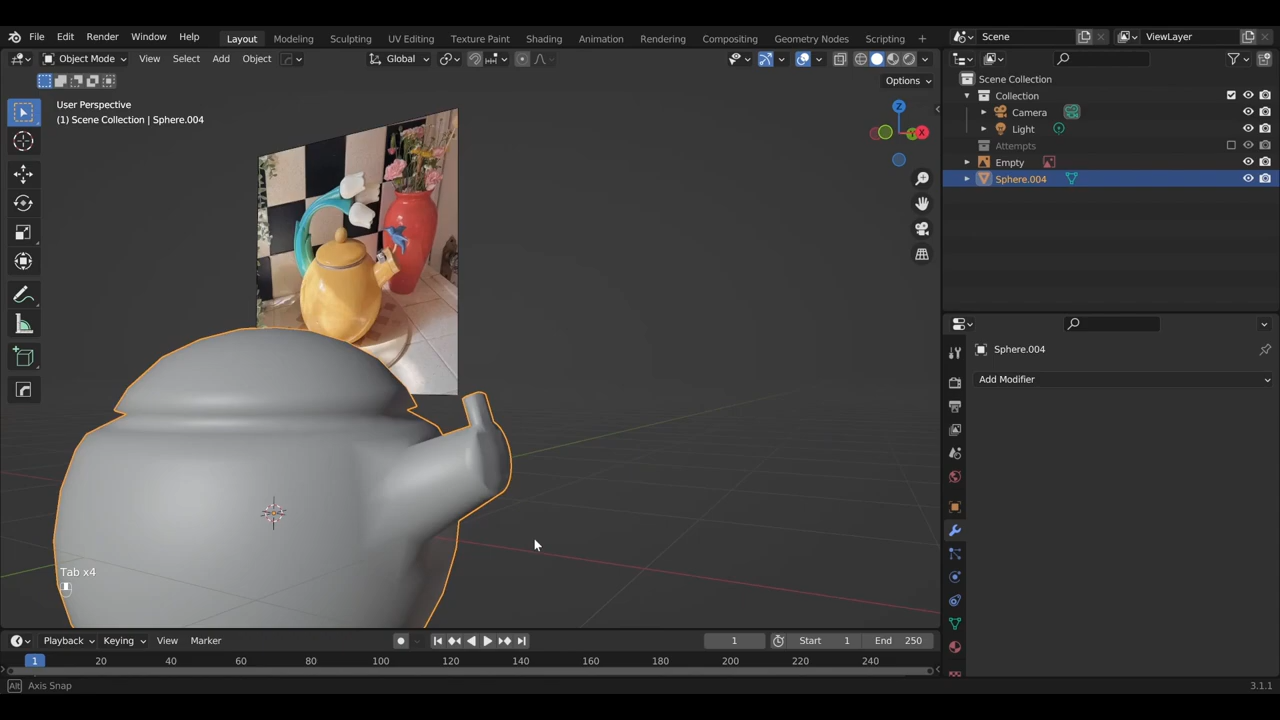 File Edit Render Window Help Layout Modeling Sculpting UV Editing Texture Paint Shading Animation Rendering Compositing Geometry Nodes Scripting + Scene ViewLayer
Object Mode View Select Add Object Global
Options
User Perspective
(1) Scene Collection | Sphere.004
Z
X
Y
Tab x4
Scene Collection
Collection
Camera
Light
Attempts
Empty
Sphere.004
Sphere.004
Add Modifier
Playback Keying View Marker 1 Start 1 End 250
1 20 40 60 80 100 120 140 160 180 200 220 240
Alt Axis Snap 3.1.1